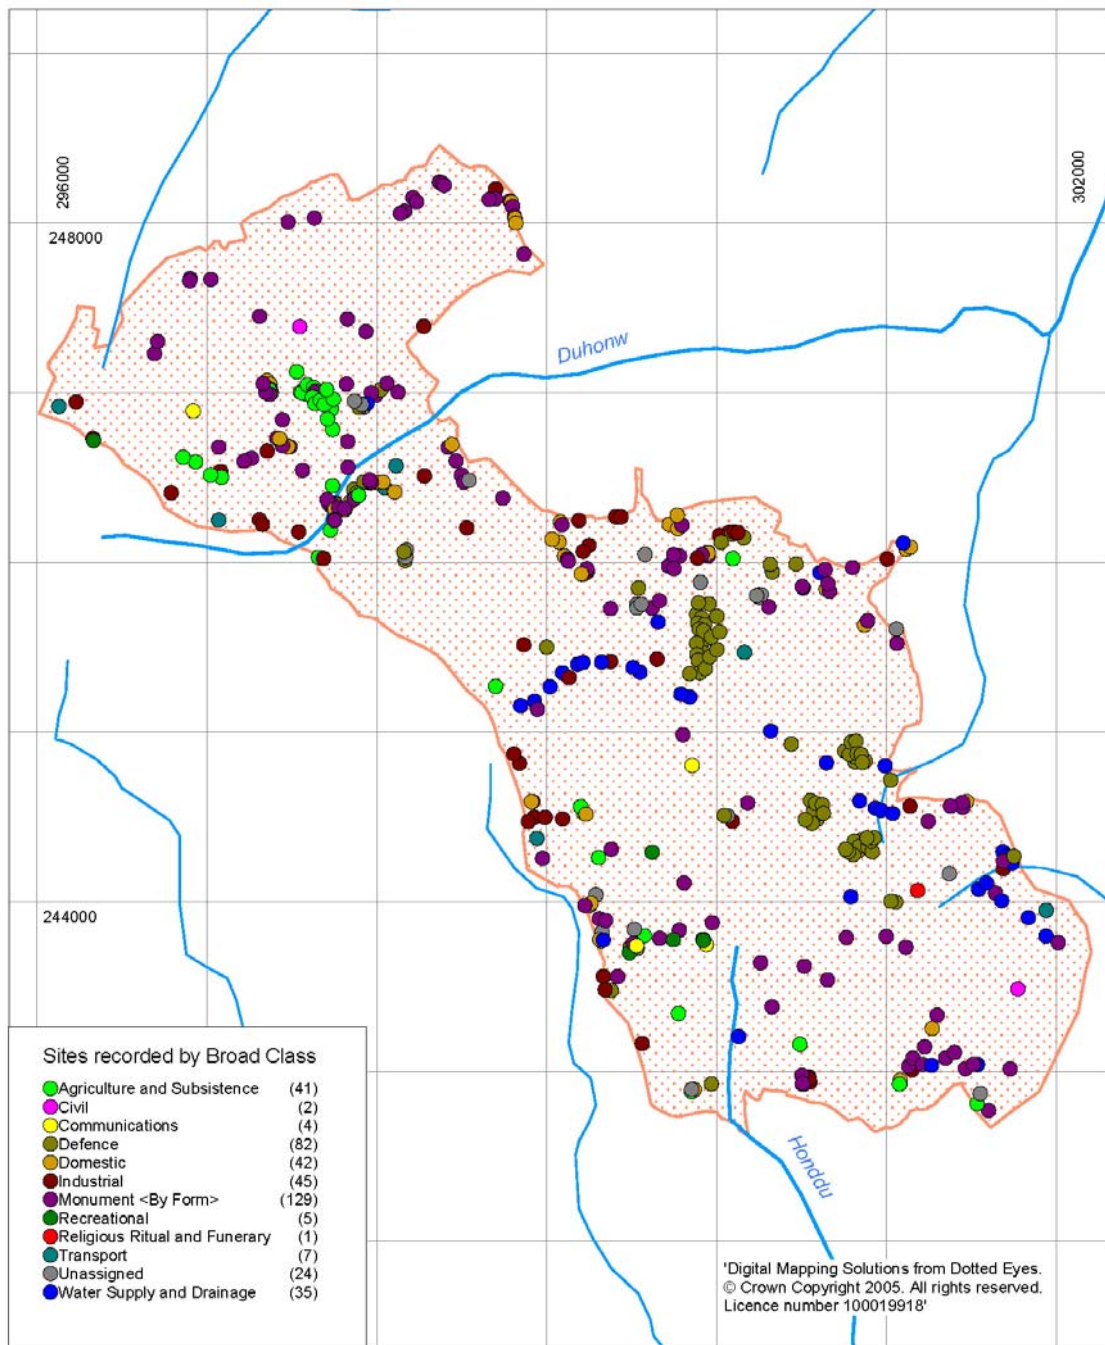 296000
302000
248000
Duhonw
244000
Sites recorded by Broad Class
Agriculture and Subsistence (41)
Civil (2)
Communications (4)
Defence (82)
Domestic (42)
Industrial (45)
Monument <By Form> (129)
Recreational (5)
Religious Ritual and Funerary (1)
Transport (7)
Unassigned (24)
Water Supply and Drainage (35)
Honddu
'Digital Mapping Solutions from Dotted Eyes.
© Crown Copyright 2005. All rights reserved.
Licence number 100019918'